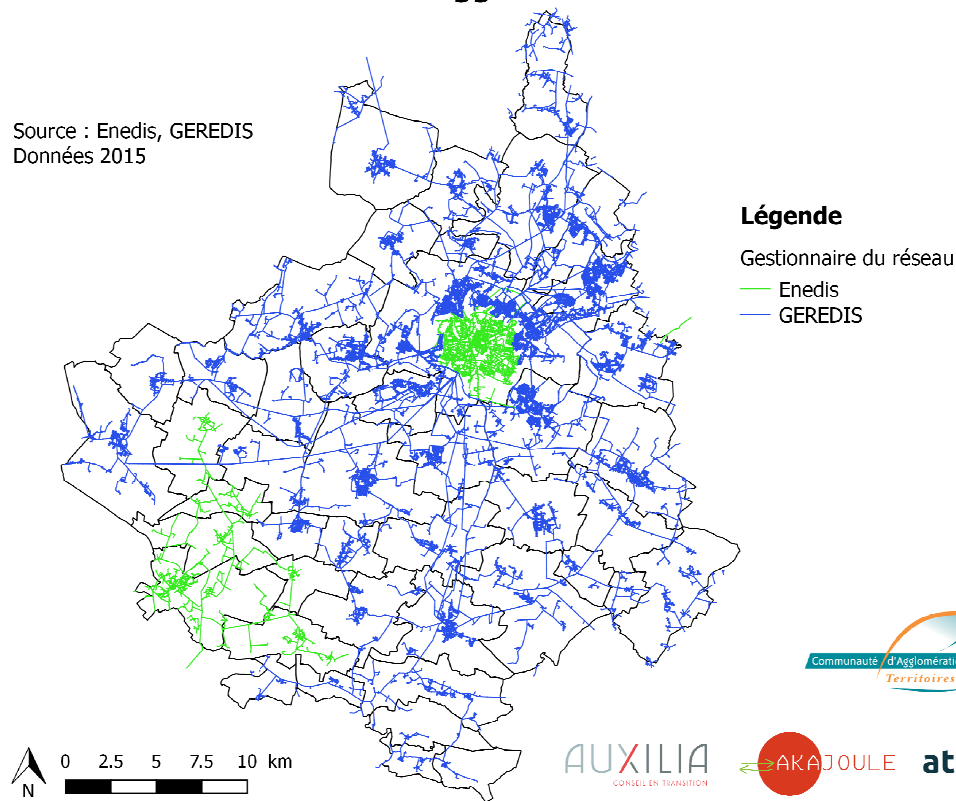 Source : Enedis, GEREDIS
Données 2015
Légende
Gestionnaire du réseau
Enedis
GEREDIS
Communauté d'Agglomératio
Territoires
0 2.5 5 7.5 10 km
N
AUXILIA
CONSEIL EN TRANSITION
AKAJOULE
at